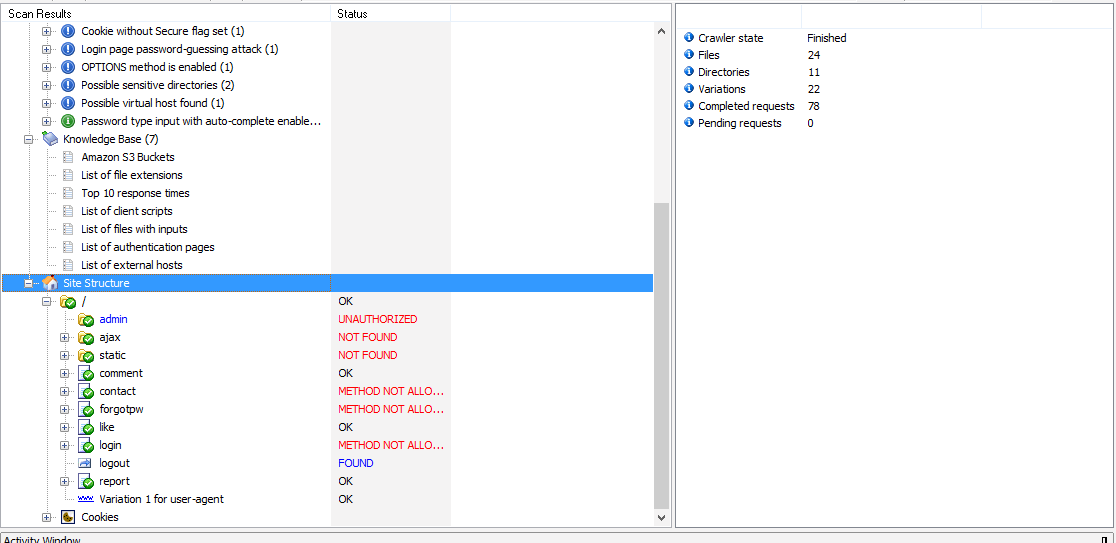 Scan Results Status
Cookie without Secure flag set (1)
Login page password-guessing attack (1)
OPTIONS method is enabled (1)
Possible sensitive directories (2)
Possible virtual host found (1)
Password type input with auto-complete enable...
Knowledge Base (7)
Amazon S3 Buckets
List of file extensions
Top 10 response times
List of client scripts
List of files with inputs
List of authentication pages
List of external hosts
Site Structure
/ OK
admin UNAUTHORIZED
ajax NOT FOUND
static NOT FOUND
comment OK
contact METHOD NOT ALLO...
forgotpw METHOD NOT ALLO...
like OK
login METHOD NOT ALLO...
logout FOUND
report OK
Variation 1 for user-agent OK
Cookies
Crawler state Finished
Files 24
Directories 11
Variations 22
Completed requests 78
Pending requests 0
Activity Window